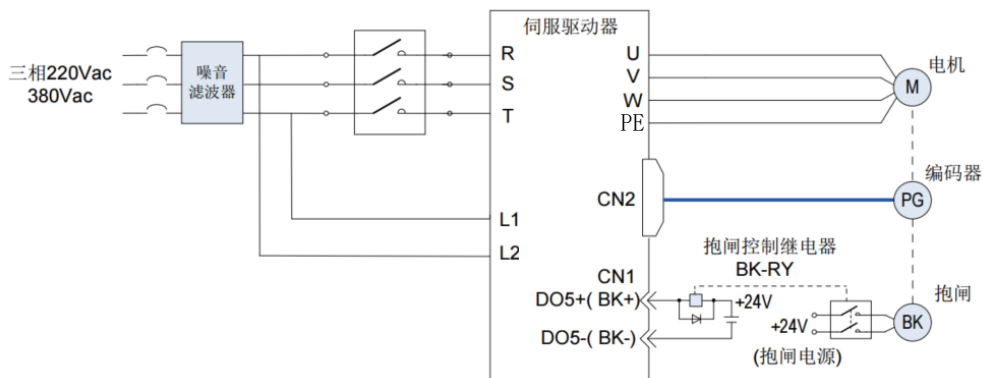 伺服驱动器
三相220Vac
380Vac
噪音
滤波器
R
S
T
L1
L2
U
V
W
PE
M
电机
CN2
PG
编码器
CN1
DO5+( BK+)
DO5-( BK-)
抱闸控制继电器
BK-RY
+24V
+24V
(抱闸电源)
BK
抱闸